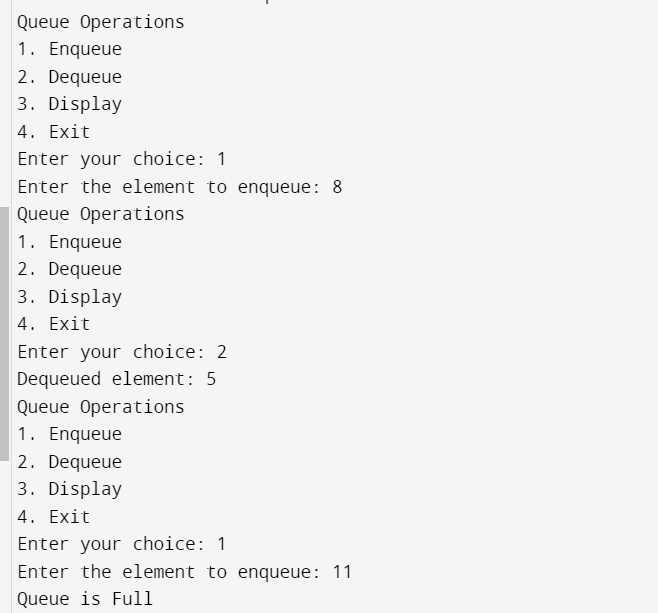 Queue Operations
1. Enqueue
2. Dequeue
3. Display
4. Exit
Enter your choice: 1
Enter the element to enqueue: 8
Queue Operations
1. Enqueue
2. Dequeue
3. Display
4. Exit
Enter your choice: 2
Dequeued element: 5
Queue Operations
1. Enqueue
2. Dequeue
3. Display
4. Exit
Enter your choice: 1
Enter the element to enqueue: 11
Queue is Full